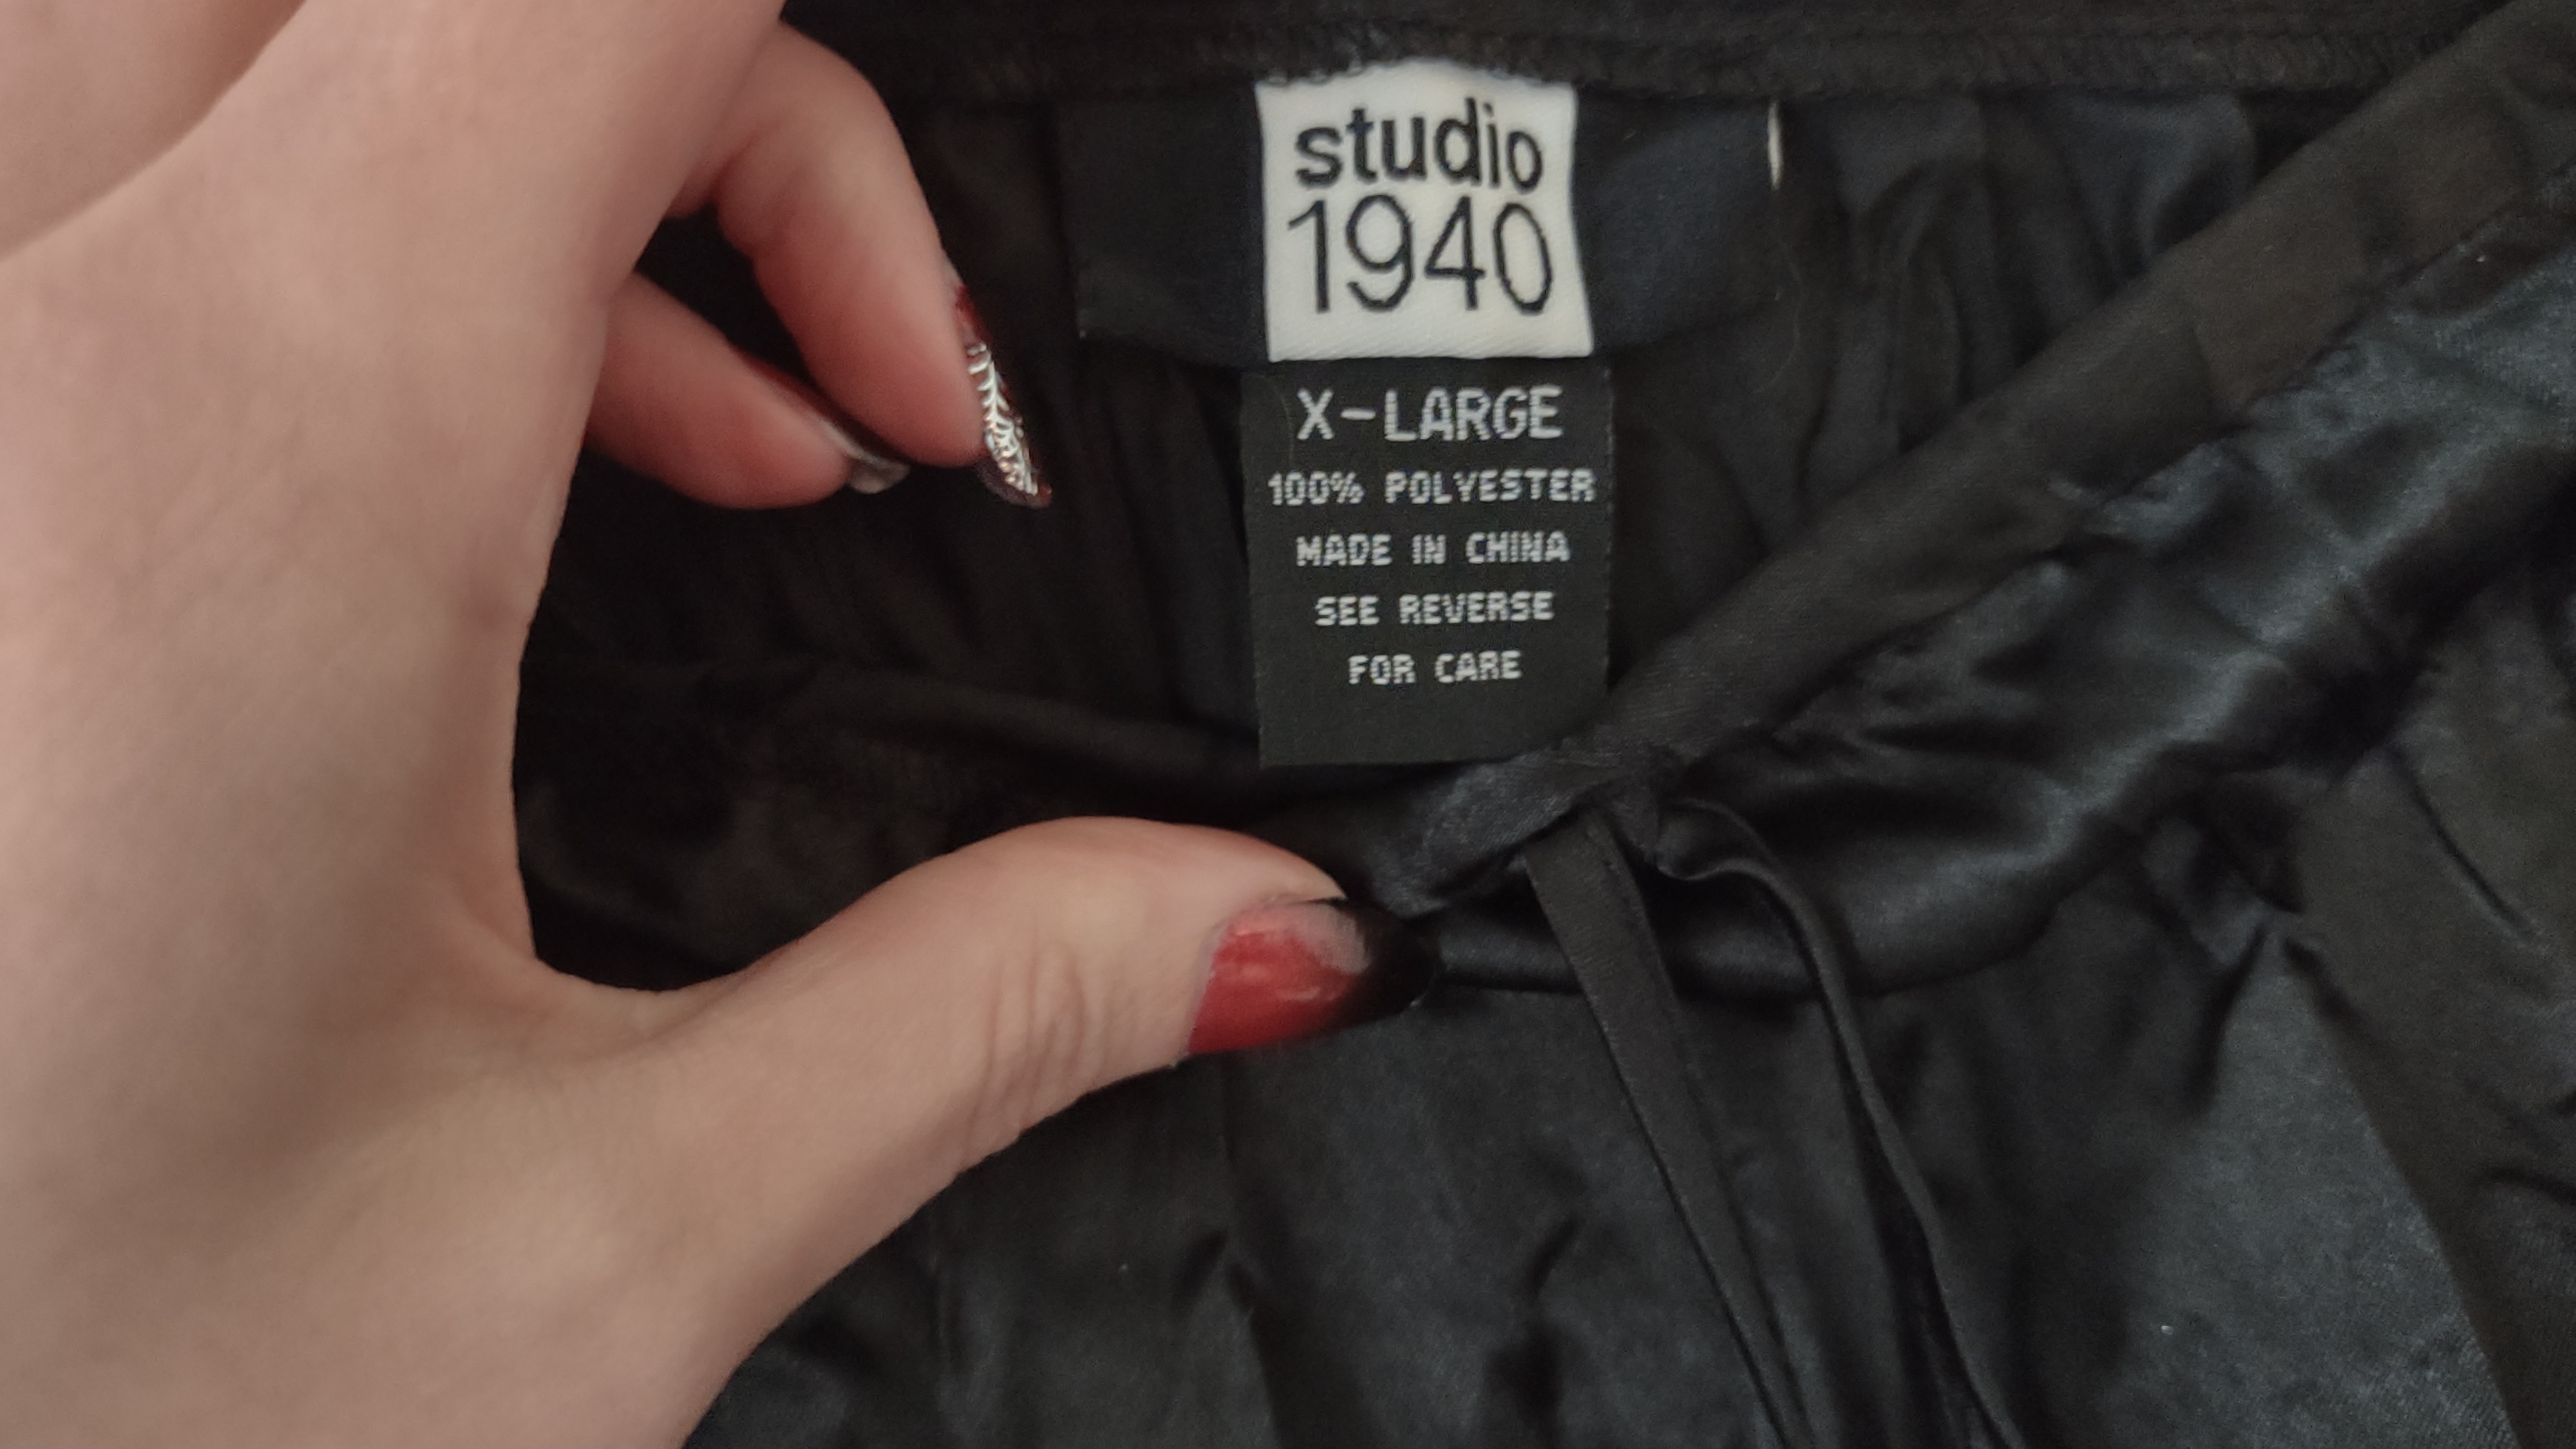 studio
1940
X-LARGE
100% POLYESTER
MADE IN CHINA
SEE REVERSE
FOR CARE